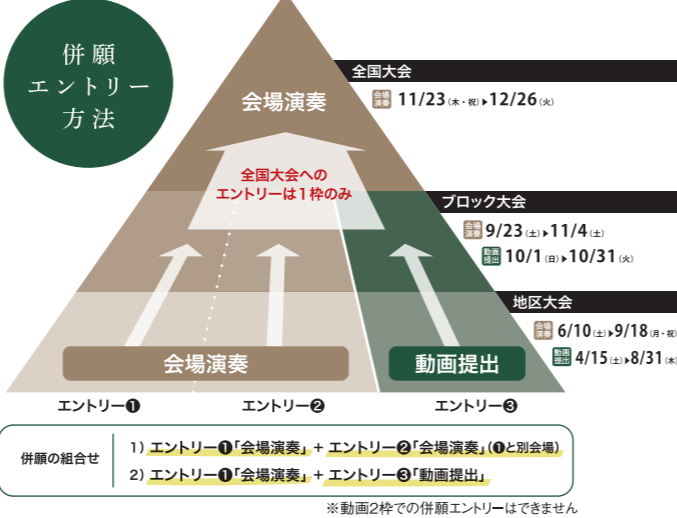 併願
エントリー
方法
全国大会
会場演奏 11/23(木・祝)▶12/26(火)
会場演奏
全国大会への
エントリーは1枠のみ
ブロック大会
会場演奏 9/23(土)▶11/4(土)
動画提出 10/1(日)▶10/31(火)
地区大会
会場演奏 6/10(土)▶9/18(月・祝)
動画提出 4/15(土)▶8/31(木)
会場演奏 動画提出
エントリー❶ エントリー❷ エントリー❸
併願の組合せ
1) エントリー❶「会場演奏」+ エントリー❷「会場演奏」(❶と別会場)
2) エントリー❶「会場演奏」+ エントリー❸「動画提出」
※動画2枠での併願エントリーはできません